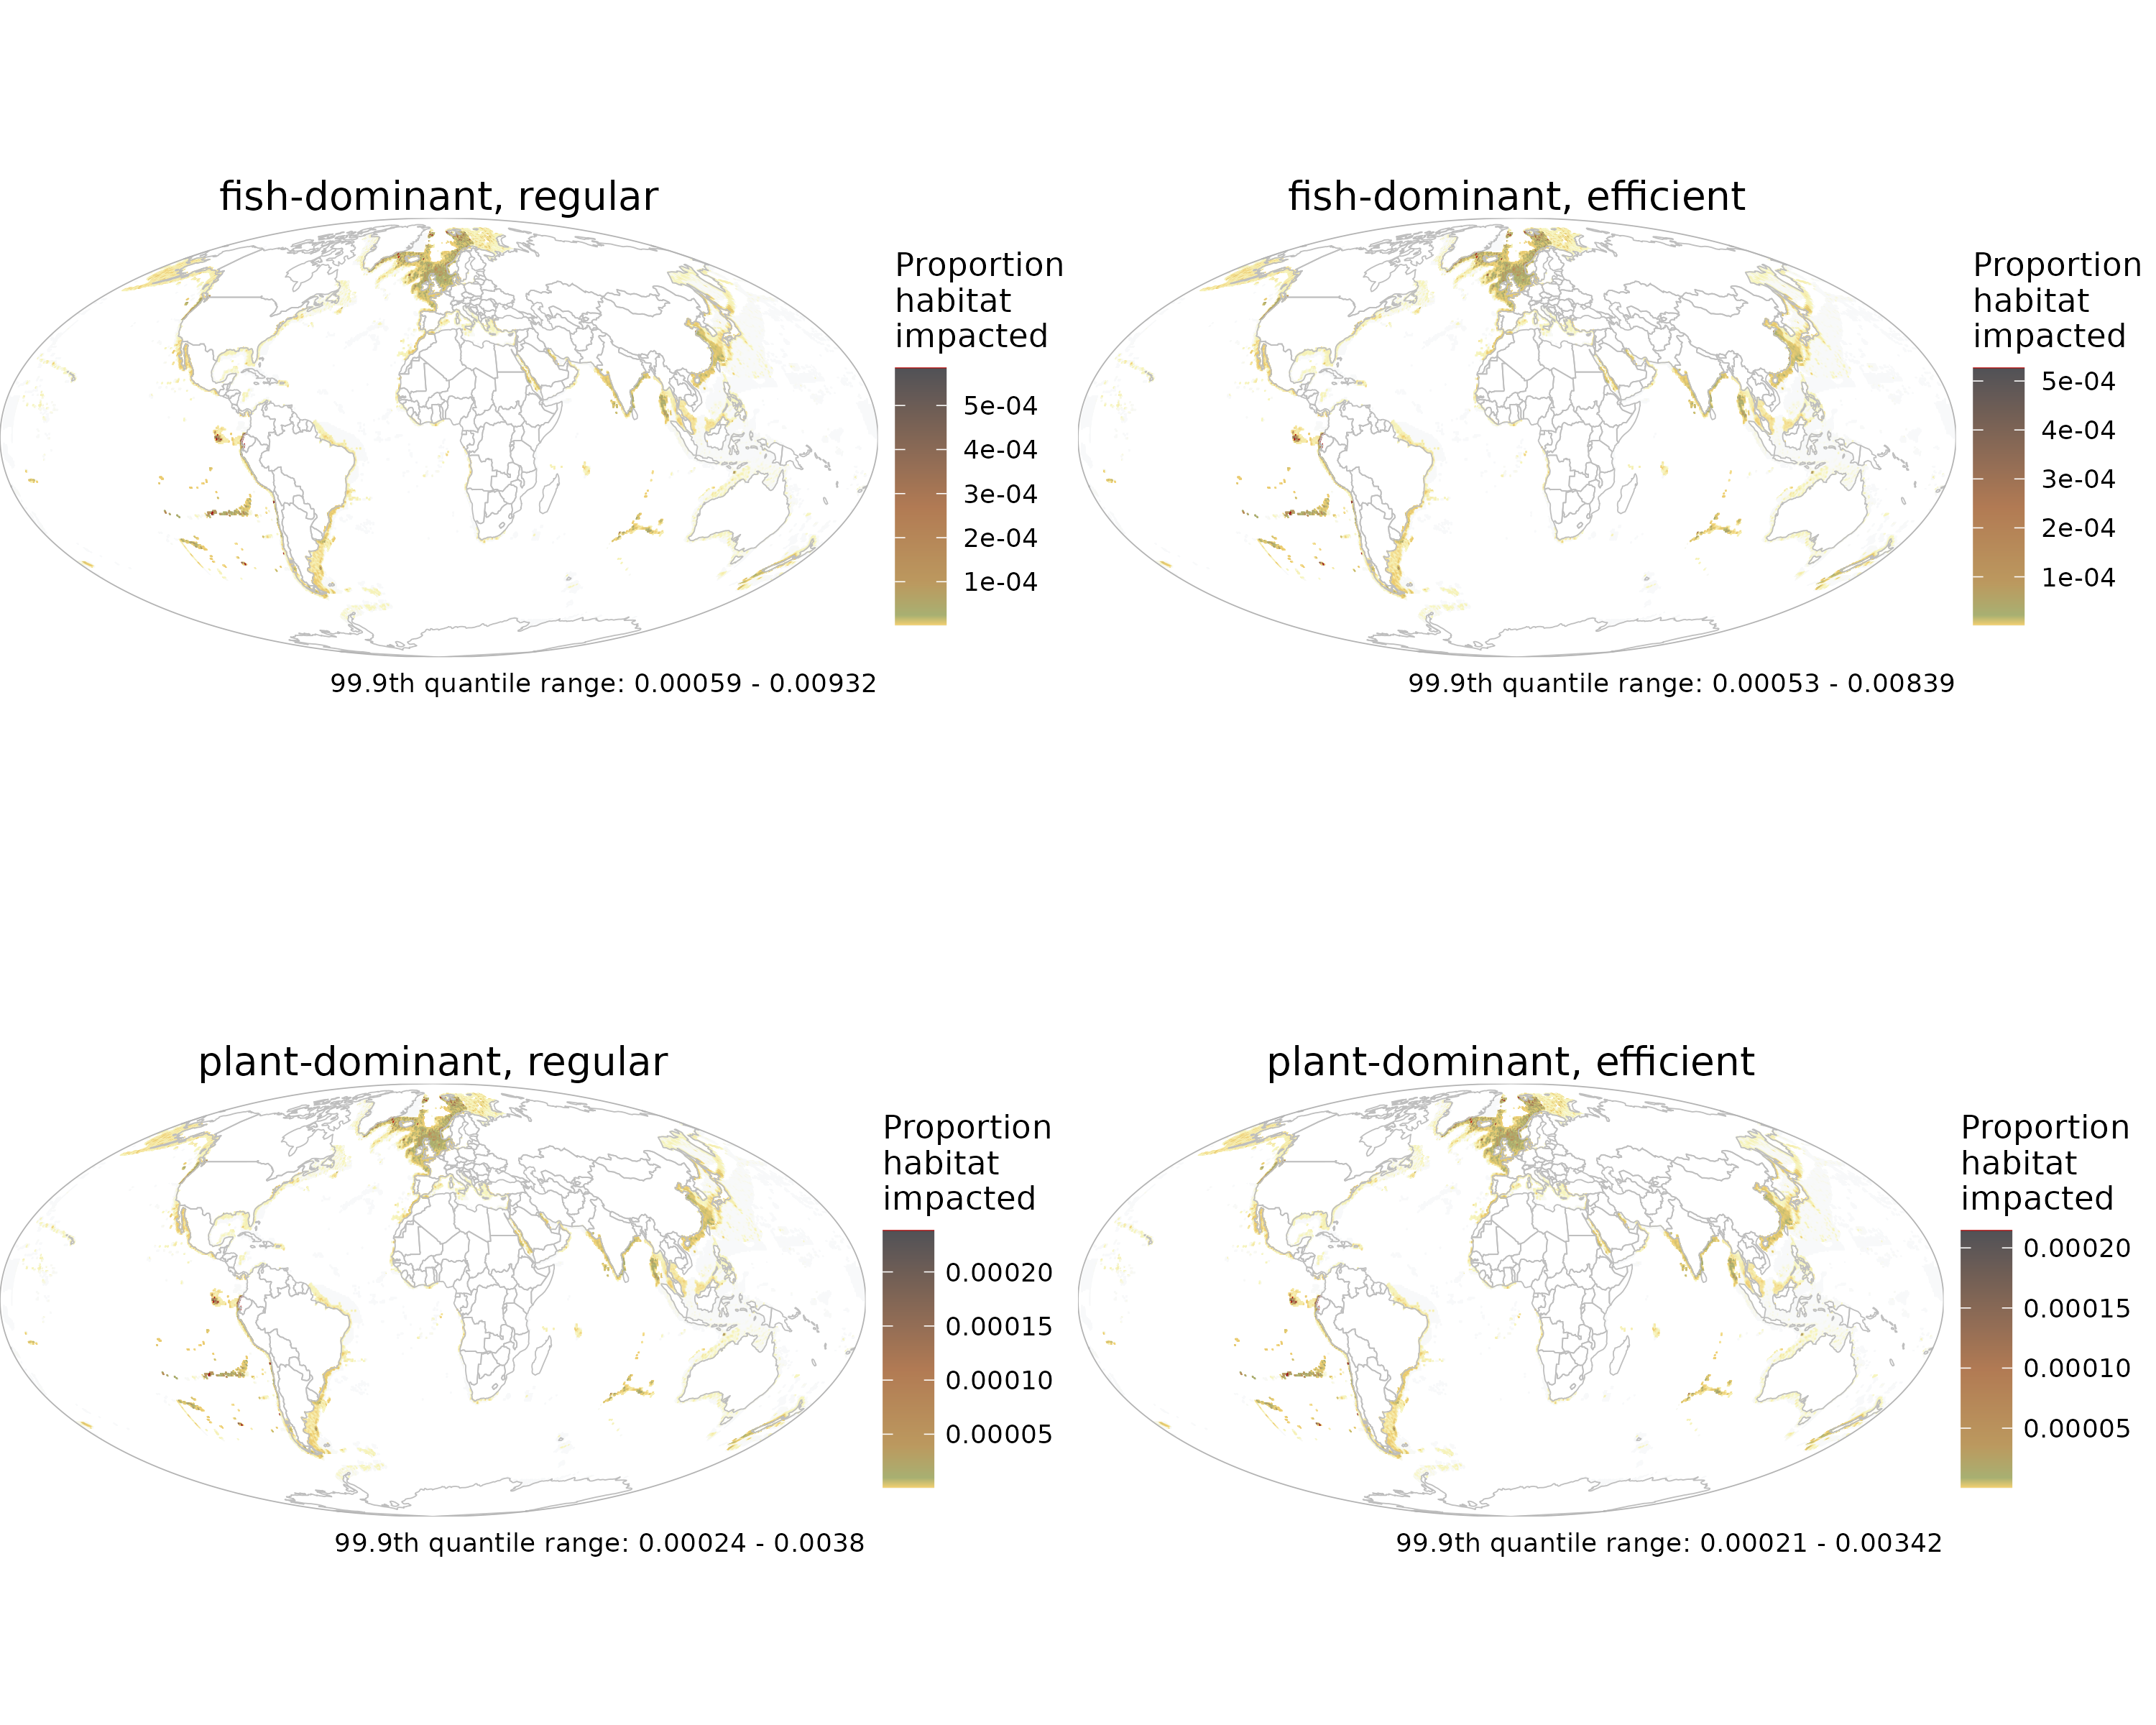 fish-dominant, regular
Proportion
habitat
impacted
5e-04
4e-04
3e-04
2e-04
1e-04
99.9th quantile range: 0.00059 - 0.00932
fish-dominant, efficient
Proportion
habitat
impacted
5e-04
4e-04
3e-04
2e-04
1e-04
99.9th quantile range: 0.00053 - 0.00839
plant-dominant, regular
Proportion
habitat
impacted
0.00020
0.00015
0.00010
0.00005
99.9th quantile range: 0.00024 - 0.0038
plant-dominant, efficient
Proportion
habitat
impacted
0.00020
0.00015
0.00010
0.00005
99.9th quantile range: 0.00021 - 0.00342